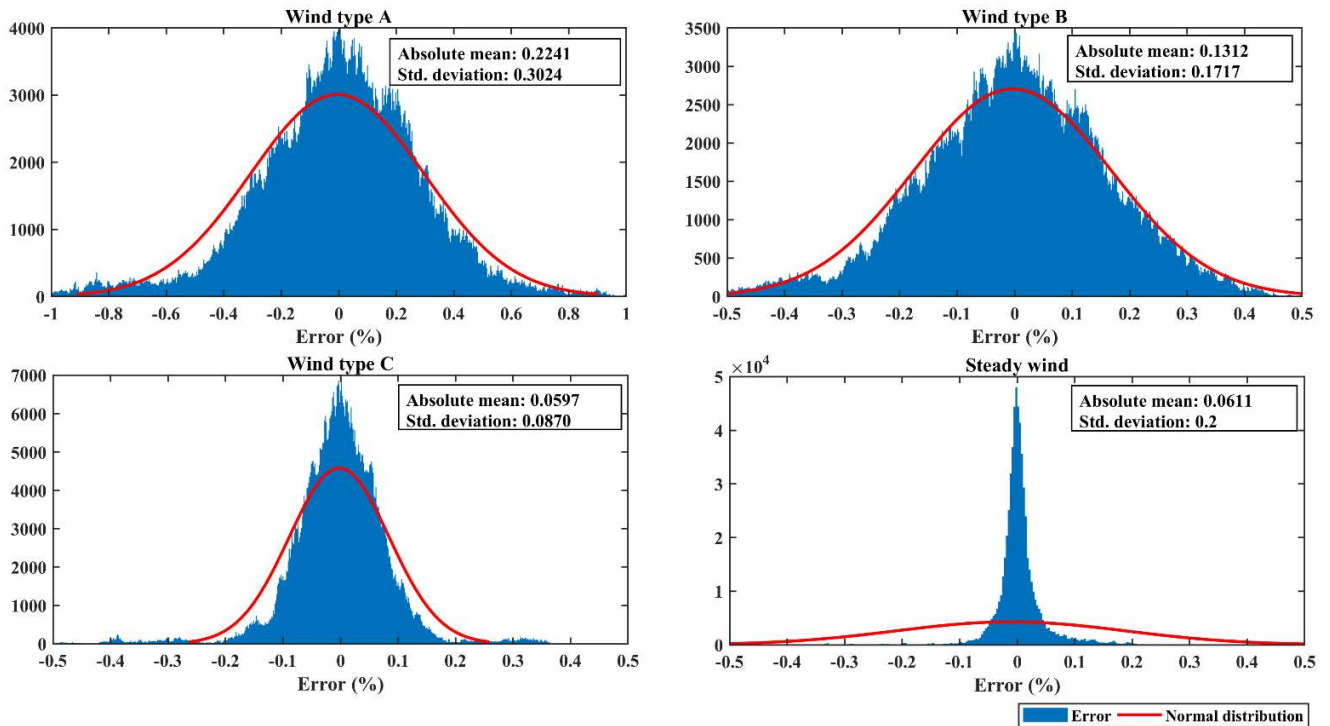 Wind type A
4000
3000
2000
1000
0
Absolute mean: 0.2241
Std. deviation: 0.3024
-1 -0.8 -0.6 -0.4 -0.2 0 0.2 0.4 0.6 0.8 1
Error (%)
Wind type B
3500
3000
2500
2000
1500
1000
500
0
Absolute mean: 0.1312
Std. deviation: 0.1717
-0.5 -0.4 -0.3 -0.2 -0.1 0 0.1 0.2 0.3 0.4 0.5
Error (%)
Wind type C
7000
6000
5000
4000
3000
2000
1000
0
Absolute mean: 0.0597
Std. deviation: 0.0870
-0.5 -0.4 -0.3 -0.2 -0.1 0 0.1 0.2 0.3 0.4 0.5
Error (%)
Steady wind
×10⁴
5
4
3
2
1
0
Absolute mean: 0.0611
Std. deviation: 0.2
-0.5 -0.4 -0.3 -0.2 -0.1 0 0.1 0.2 0.3 0.4 0.5
Error (%)
Error Normal distribution